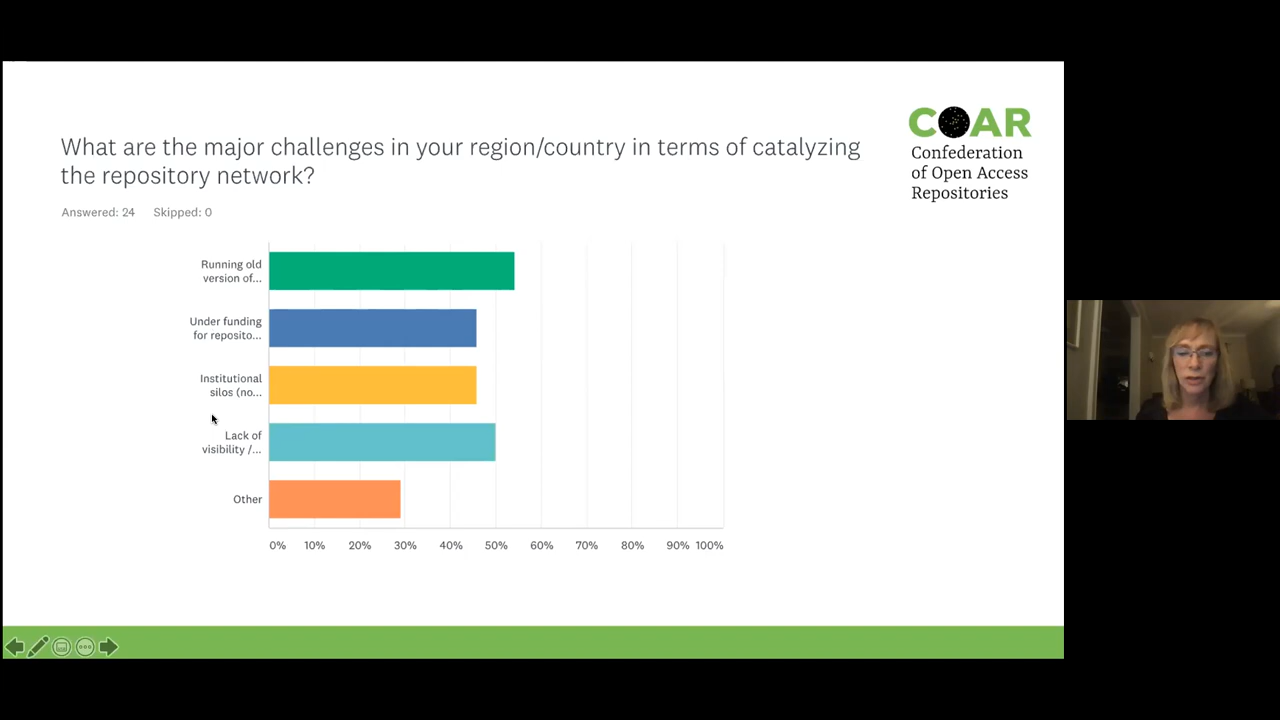 What are the major challenges in your region/country in terms of catalyzing
the repository network?
Answered: 24 Skipped: 0
COAR
Confederation
of Open Access
Repositories
Running old
version of...
Under funding
for reposito...
Institutional
silos (no...
Lack of
visibility /...
Other
0% 10% 20% 30% 40% 50% 60% 70% 80% 90% 100%